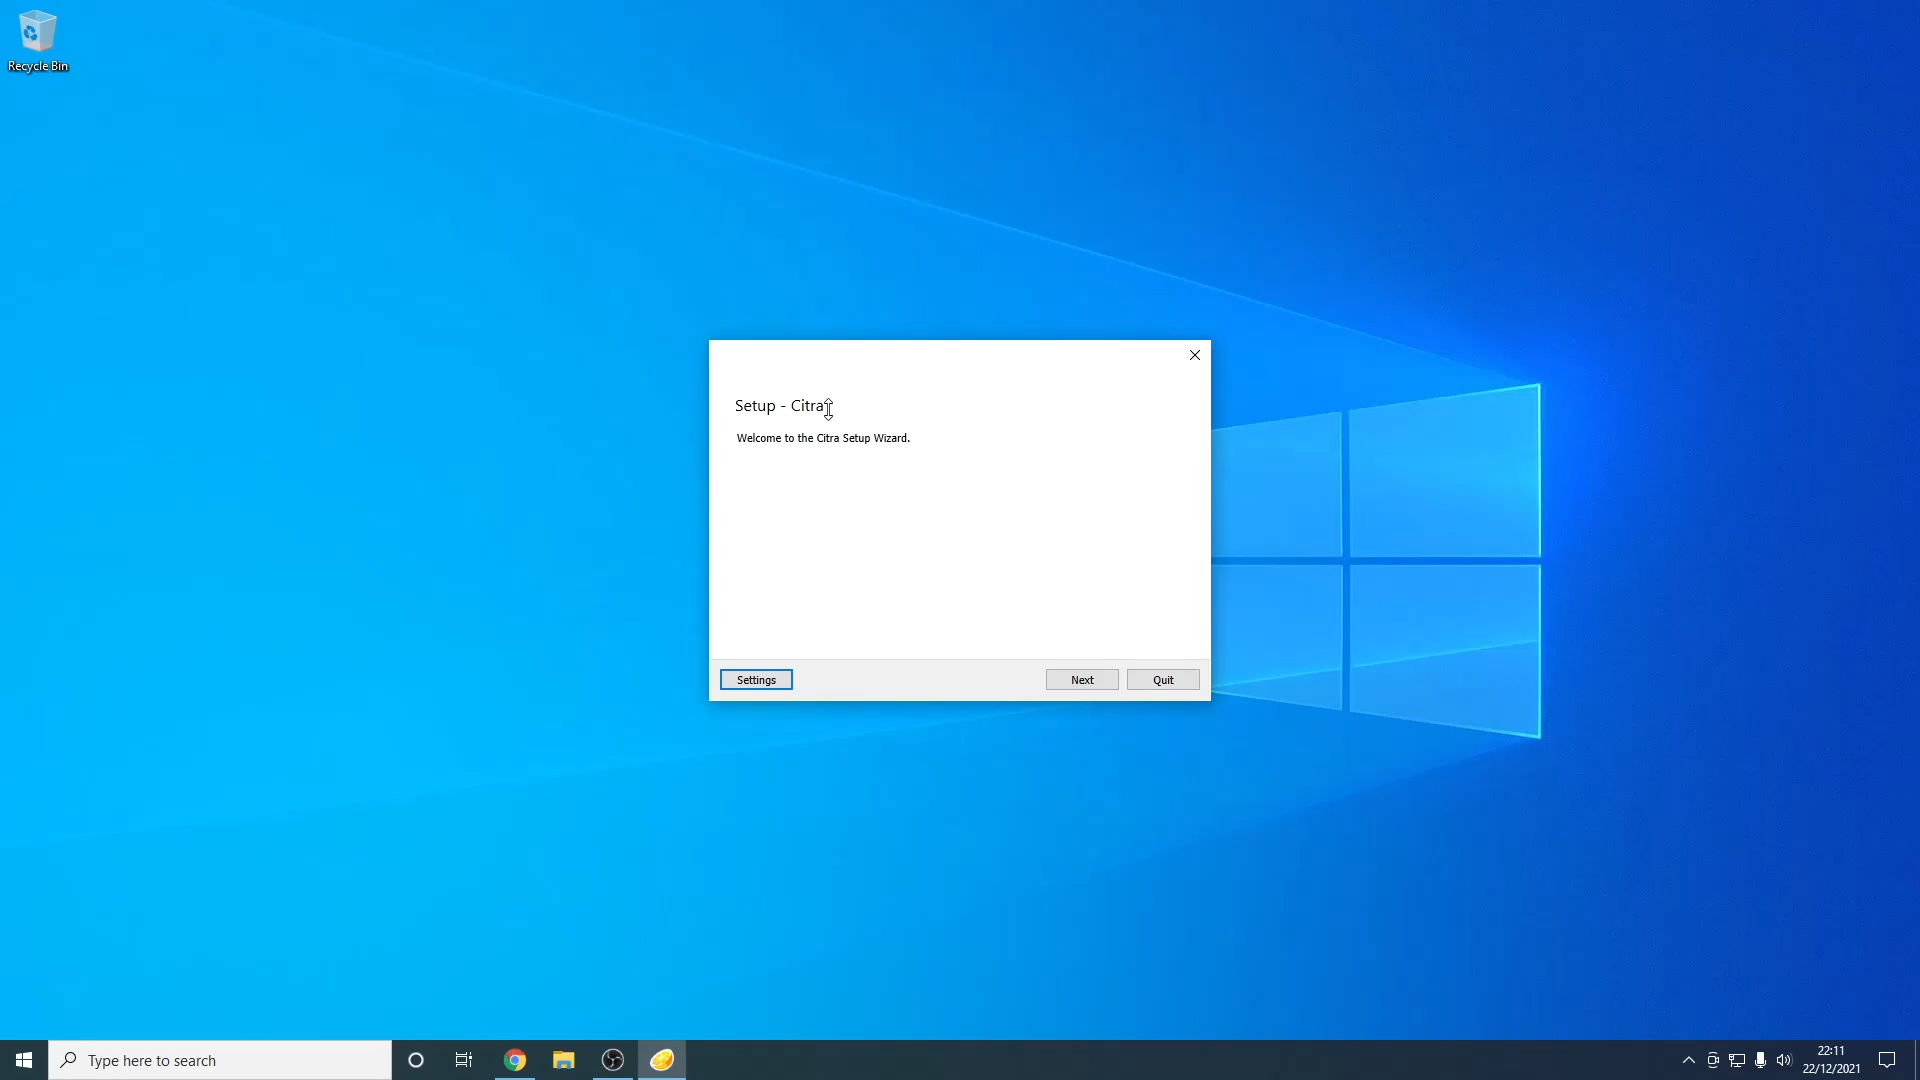 Recycle Bin
Setup - Citra
Welcome to the Citra Setup Wizard.
Settings
Next
Quit
Type here to search
22:11
22/12/2021